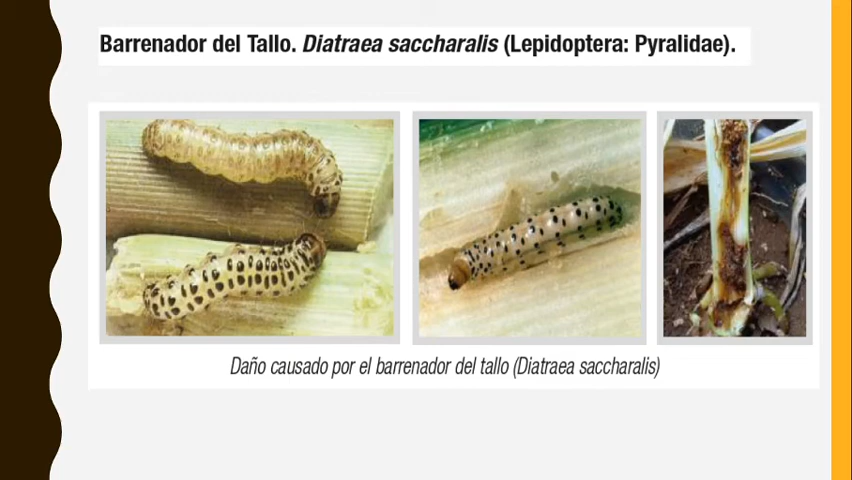 Barrenador del Tallo. Diatraea saccharalis (Lepidoptera: Pyralidae).
Daño causado por el barrenador del tallo (Diatraea saccharalis)